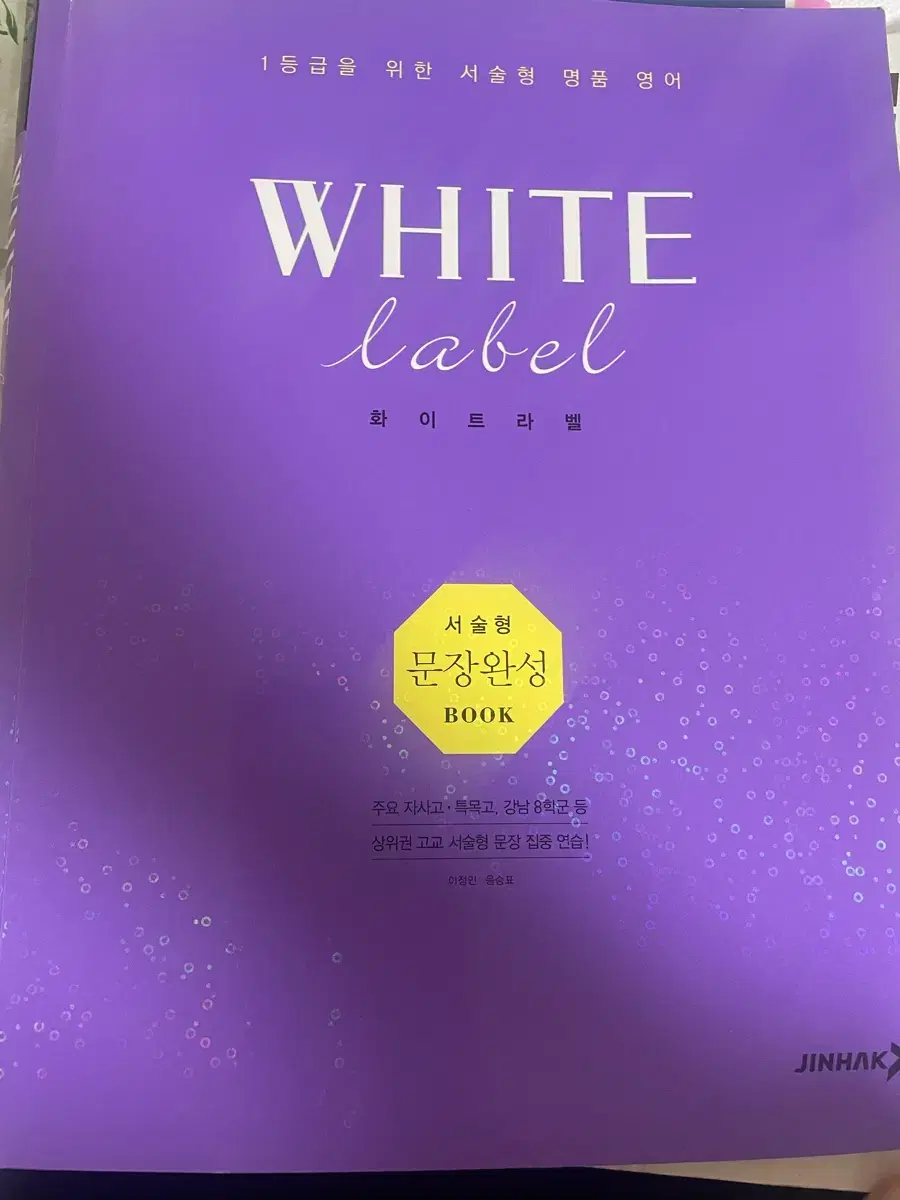 1등급을 위한 서술형 명품 영어
WHITE
label
화이트라벨
서술형
문장완성
BOOK
주요 자사고·특목고, 강남 8학군 등
상위권 고교 서술형 문장 집중 연습!
음승표
JINHAK